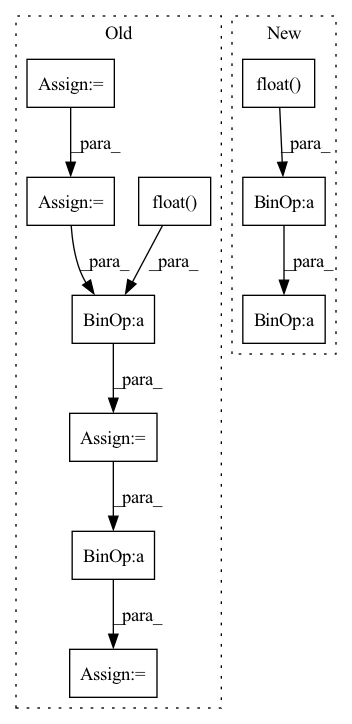 Old
New
Assign:=
float()
_para_
_para_
Assign:=
float()
BinOp:a
_para_
_para_
_para_
BinOp:a
BinOp:a
_para_
Assign:=
_para_
BinOp:a
_para_
Assign:=